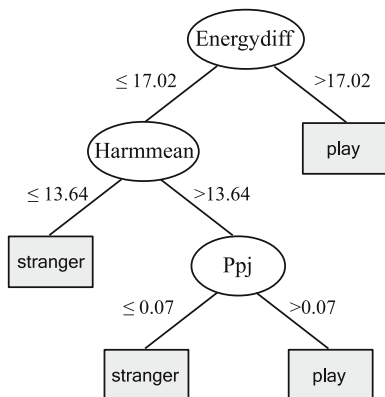 Energydiff
≤ 17.02
>17.02
Harmmean
play
≤ 13.64
>13.64
stranger
Ppj
≤ 0.07
>0.07
stranger
play